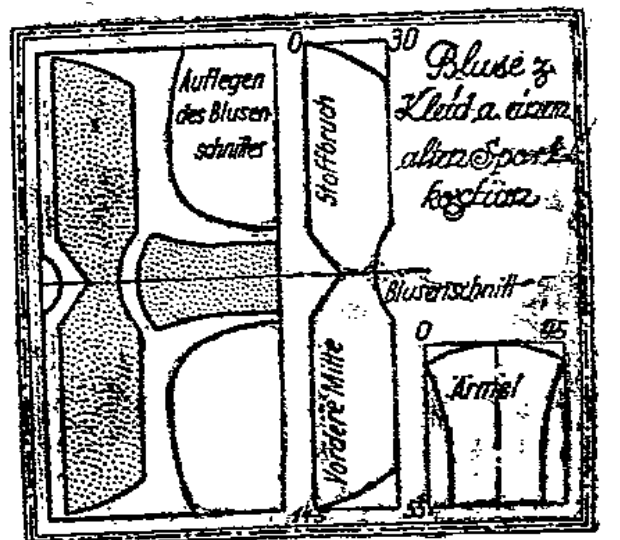 Auflegen
des Blusen-
schnittes
0 30
Stoffbruch
Bluse z.
Kleid a. einem
alten Sport-
kostüm
Blusenschnitt
Vordere Mitte
145
0 95
Ärmel
55